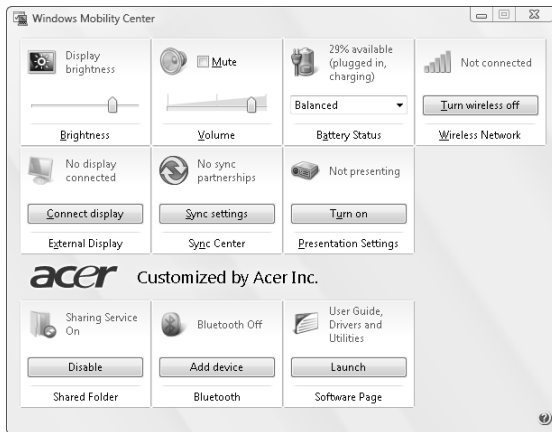 Windows Mobility Center
Display
brightness
Brightness
Mute
Volume
29% available
(plugged in,
charging)
Balanced
Battery Status
Not connected
Turn wireless off
Wireless Network
No display
connected
Connect display
External Display
No sync
partnerships
Sync settings
Sync Center
Not presenting
Turn on
Presentation Settings
acer Customized by Acer Inc.
Sharing Service
On
Disable
Shared Folder
Bluetooth Off
Add device
Bluetooth
User Guide,
Drivers and
Utilities
Launch
Software Page